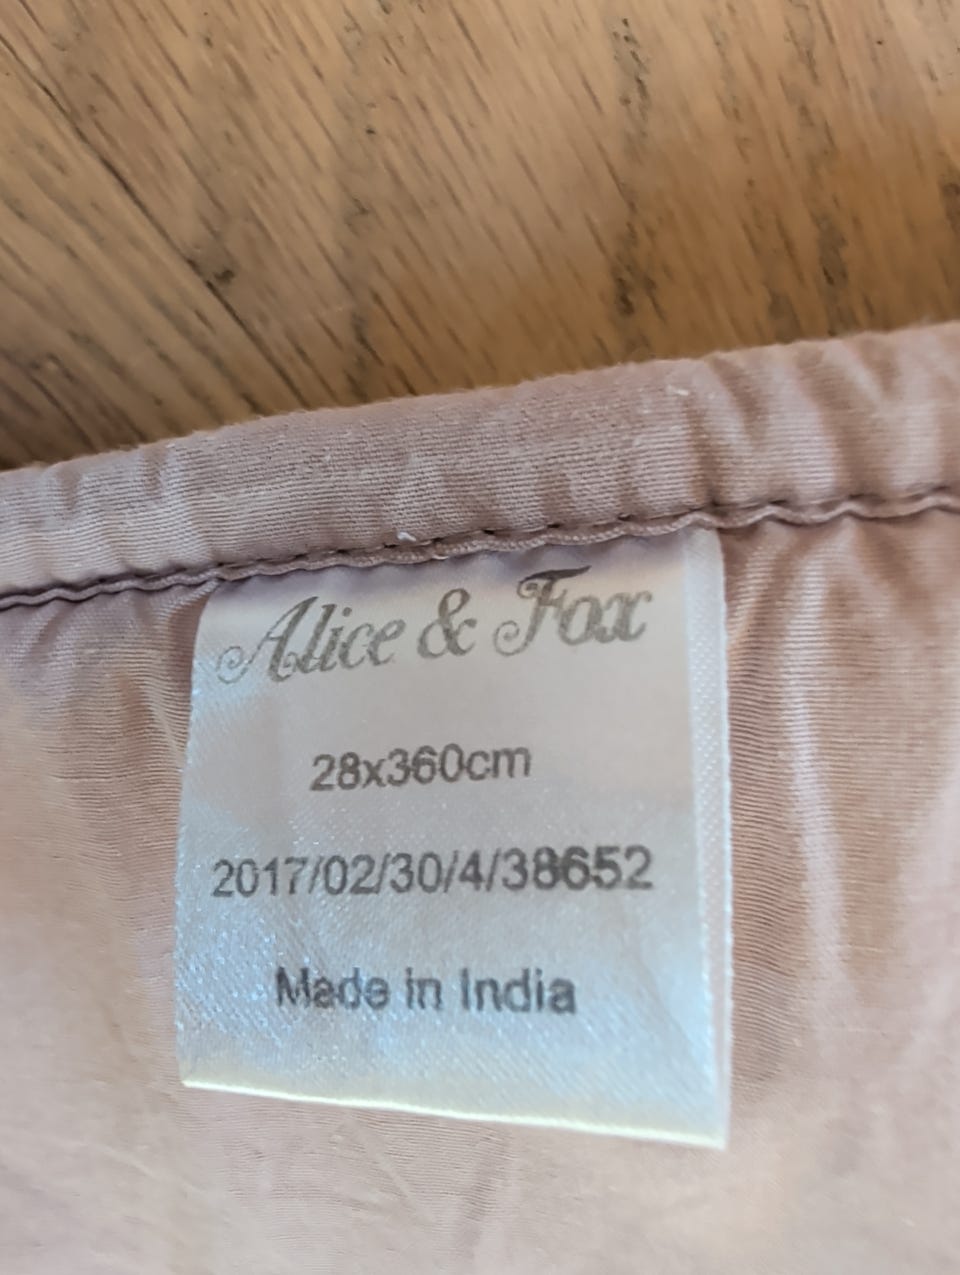 Alice & Fox
28x360cm
2017/02/30/4/38652
Made in India